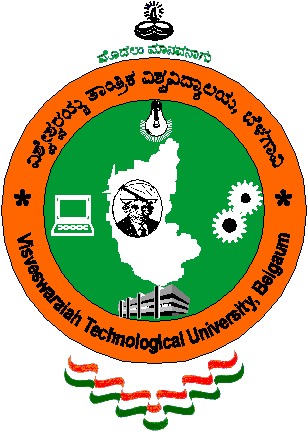 ಮೊದಲು ಮಾನವನಾಗು
ವಿಶ್ವೇಶ್ವರಯ್ಯ ತಾಂತ್ರಿಕ ವಿಶ್ವವಿದ್ಯಾಲಯ, ಬೆಳಗಾವಿ
Visveswaraiah Technological University, Belgaum